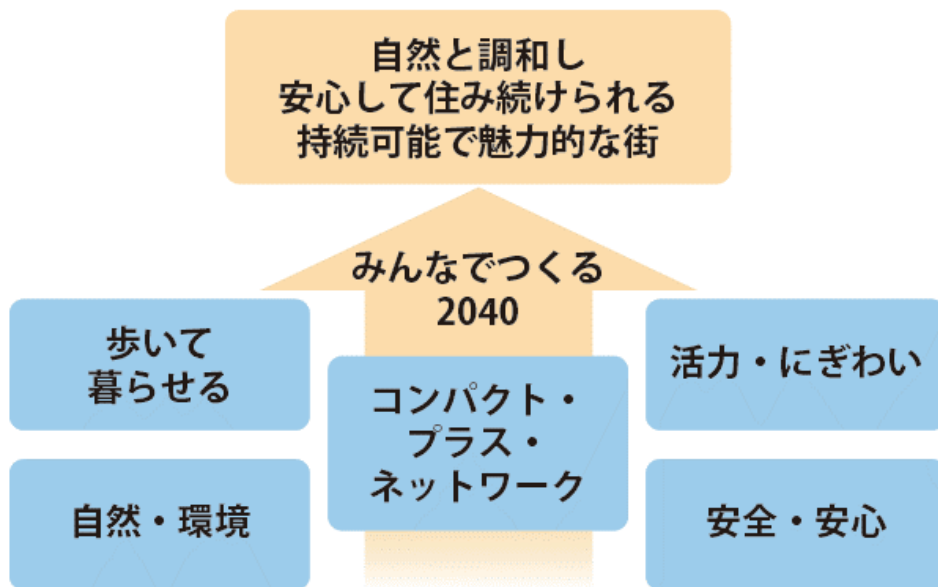 自然と調和し
安心して住み続けられる
持続可能で魅力的な街
みんなでつくる
2040
歩いて
暮らせる
コンパクト・
プラス・
ネットワーク
活力・にぎわい
自然・環境
安全・安心